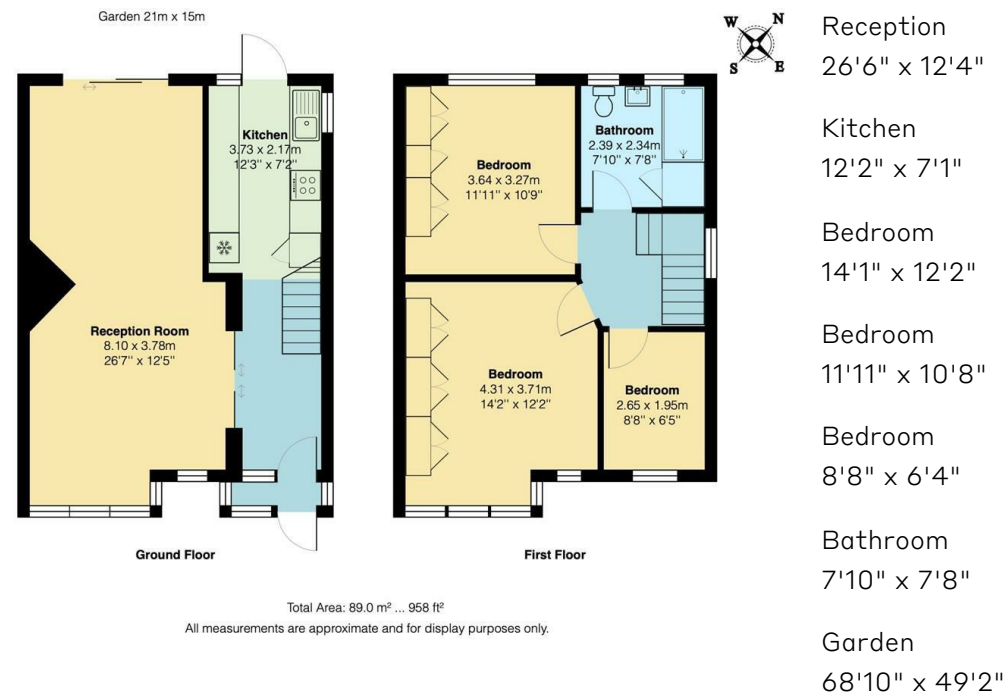 Garden 21m x 15m
Kitchen
3.73 x 2.17m
12'3'' x 7'2''
Reception Room
8.10 x 3.78m
26'7'' x 12'5''
Ground Floor
Bedroom
3.64 x 3.27m
11'11'' x 10'9''
Bathroom
2.39 x 2.34m
7'10'' x 7'8''
Bedroom
4.31 x 3.71m
14'2'' x 12'2''
Bedroom
2.65 x 1.95m
8'8'' x 6'5''
First Floor
W N
S E
Total Area: 89.0 m² ... 958 ft²
All measurements are approximate and for display purposes only.
Reception
26'6" x 12'4"
Kitchen
12'2" x 7'1"
Bedroom
14'1" x 12'2"
Bedroom
11'11" x 10'8"
Bedroom
8'8" x 6'4"
Bathroom
7'10" x 7'8"
Garden
68'10" x 49'2"